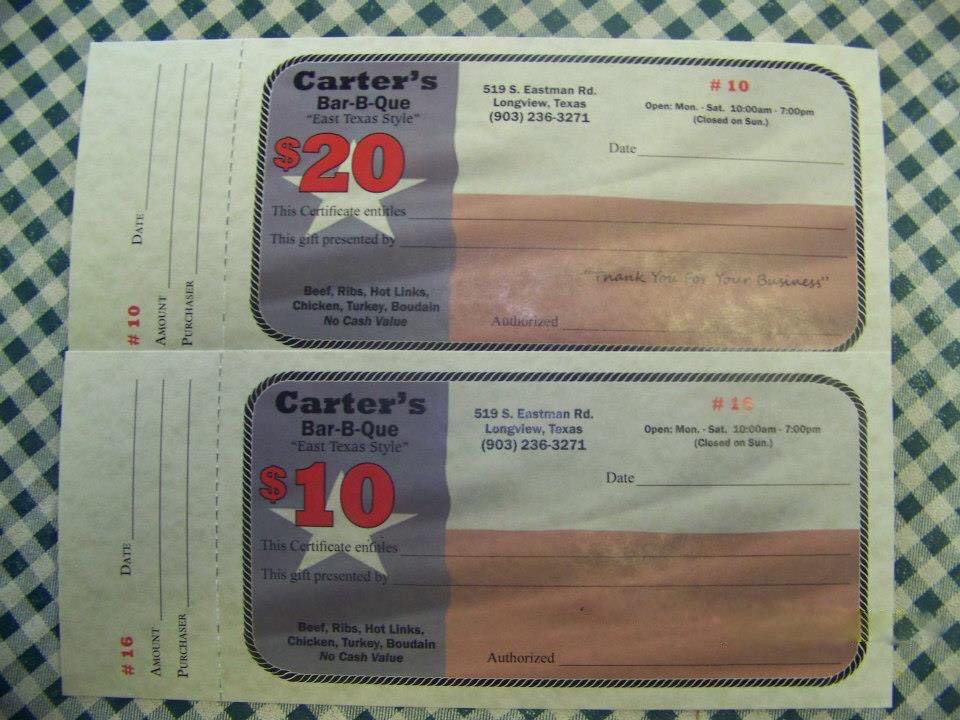 Carter's
Bar-B-Que
"East Texas Style"
$20
519 S. Eastman Rd.
Longview, Texas
(903) 236-3271
# 10
Open: Mon. - Sat. 10:00am - 7:00pm
(Closed on Sun.)
Date
This Certificate entitles
This gift presented by
"Thank You For Your Business"
Beef, Ribs, Hot Links,
Chicken, Turkey, Boudain
No Cash Value
Authorized
# 10
DATE
AMOUNT
PURCHASER
Carter's
Bar-B-Que
"East Texas Style"
$10
519 S. Eastman Rd.
Longview, Texas
(903) 236-3271
# 16
Open: Mon. - Sat. 10:00am - 7:00pm
(Closed on Sun.)
Date
This Certificate entitles
This gift presented by
Beef, Ribs, Hot Links,
Chicken, Turkey, Boudain
No Cash Value
Authorized
# 16
DATE
AMOUNT
PURCHASER